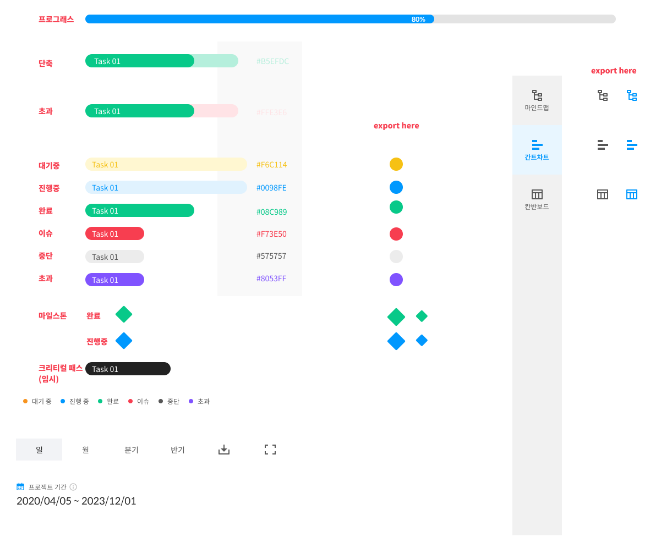 프로그레스
80%
export here
단축
Task 01
#B5EFDC
초과
Task 01
마인드맵
export here
간트차트
대기중
Task 01
#F6C114
진행중
Task 01
#0098FE
완료
Task 01
#08C989
칸반보드
이슈
Task 01
#F73E50
중단
Task 01
#575757
초과
Task 01
#8053FF
마일스톤
완료
진행중
크리티컬 패스
(임시)
Task 01
대기 중
진행 중
완료
이슈
중단
초과
일
월
분기
반기
프로젝트 기간
2020/04/05 ~ 2023/12/01